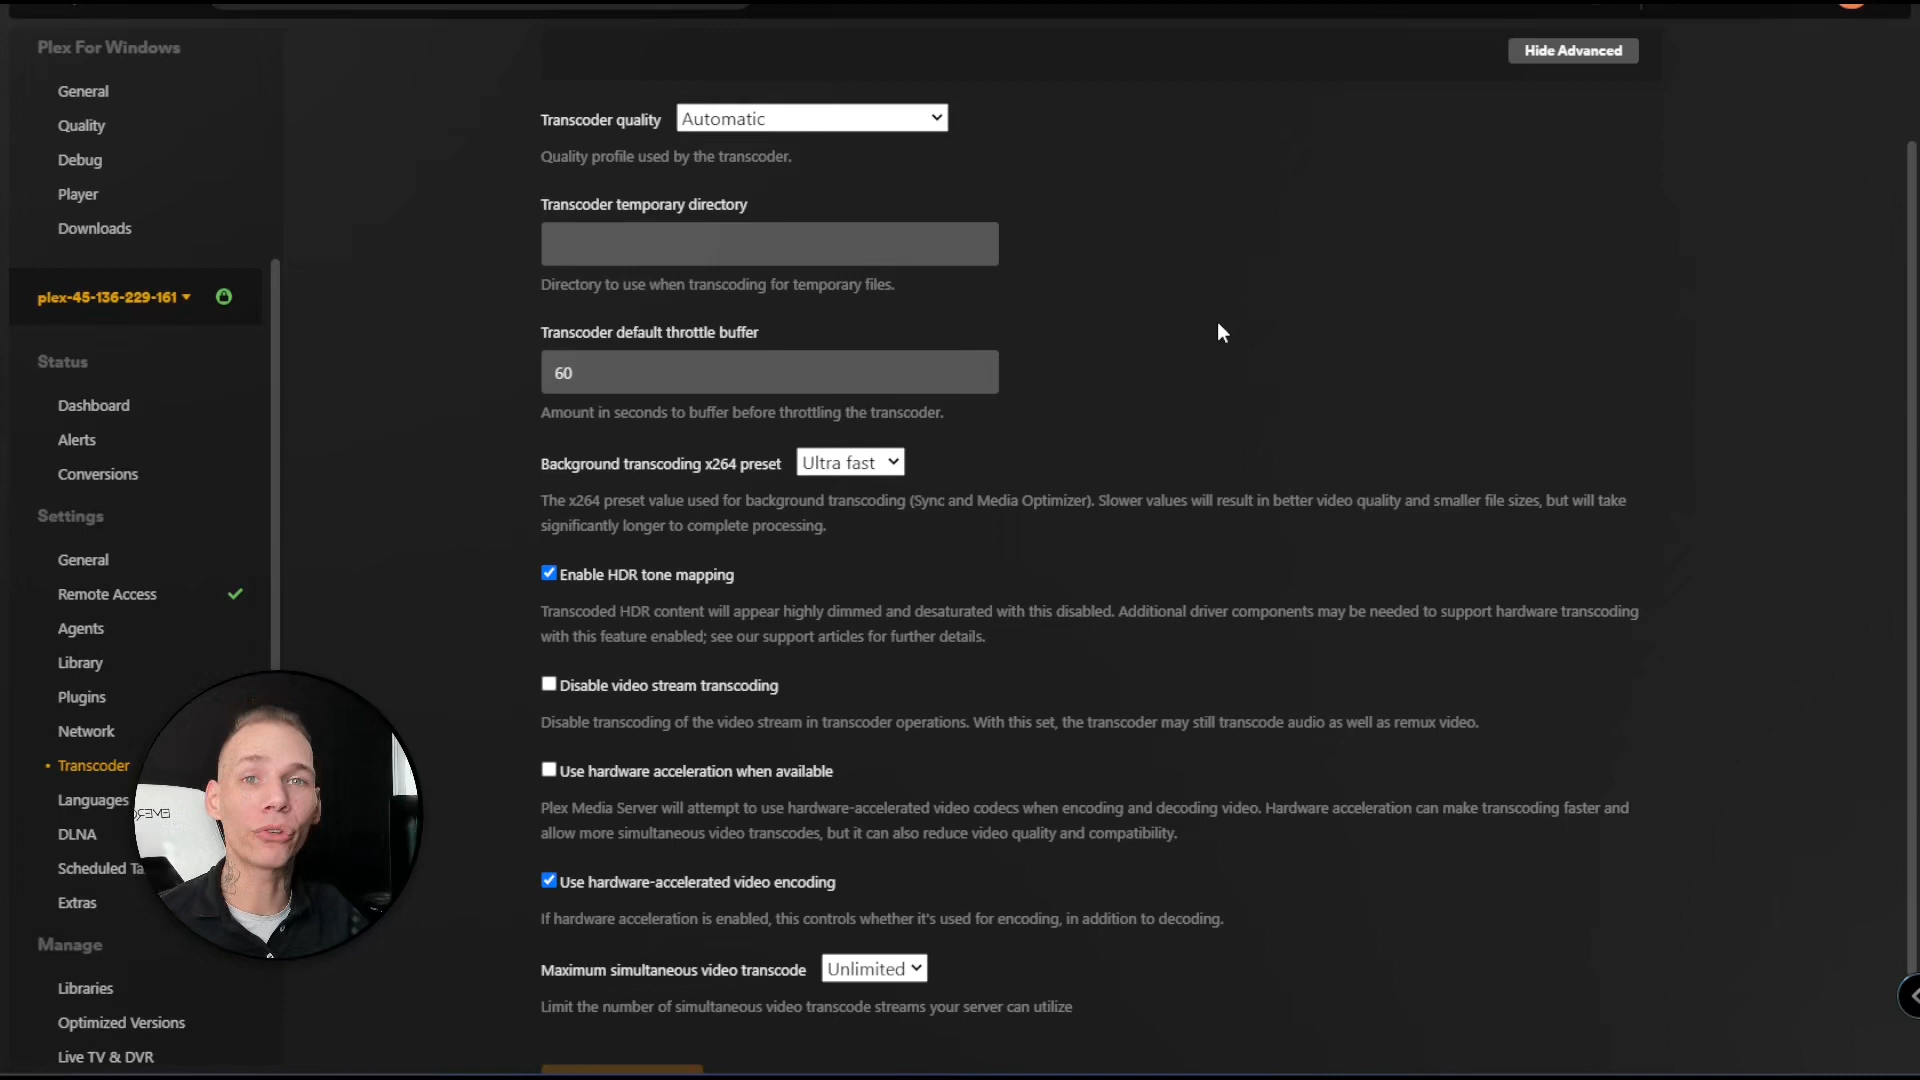 Plex For Windows
General
Quality
Debug
Player
Downloads
plex-45-136-229-161
Status
Dashboard
Alerts
Conversions
Settings
General
Remote Access
Agents
Library
Plugins
Network
Transcoder
Languages
DLNA
Scheduled Ta
Extras
Manage
Libraries
Optimized Versions
Live TV & DVR
Hide Advanced
Transcoder quality Automatic
Quality profile used by the transcoder.
Transcoder temporary directory
Directory to use when transcoding for temporary files.
Transcoder default throttle buffer
60
Amount in seconds to buffer before throttling the transcoder.
Background transcoding x264 preset Ultra fast
The x264 preset value used for background transcoding (Sync and Media Optimizer). Slower values will result in better video quality and smaller file sizes, but will take
significantly longer to complete processing.
Enable HDR tone mapping
Transcoded HDR content will appear highly dimmed and desaturated with this disabled. Additional driver components may be needed to support hardware transcoding
with this feature enabled; see our support articles for further details.
Disable video stream transcoding
Disable transcoding of the video stream in transcoder operations. With this set, the transcoder may still transcode audio as well as remux video.
Use hardware acceleration when available
Plex Media Server will attempt to use hardware-accelerated video codecs when encoding and decoding video. Hardware acceleration can make transcoding faster and
allow more simultaneous video transcodes, but it can also reduce video quality and compatibility.
Use hardware-accelerated video encoding
If hardware acceleration is enabled, this controls whether it's used for encoding, in addition to decoding.
Maximum simultaneous video transcode Unlimited
Limit the number of simultaneous video transcode streams your server can utilize